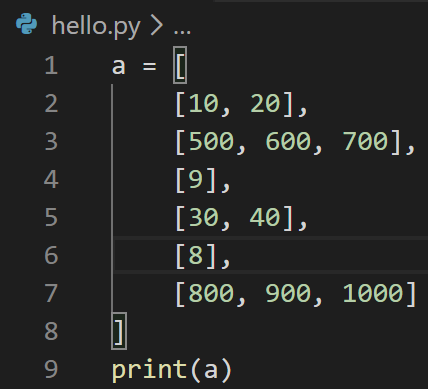 hello.py > ...
1 a = [
2     [10, 20],
3     [500, 600, 700],
4     [9],
5     [30, 40],
6     [8],
7     [800, 900, 1000]
8 ]
9 print(a)